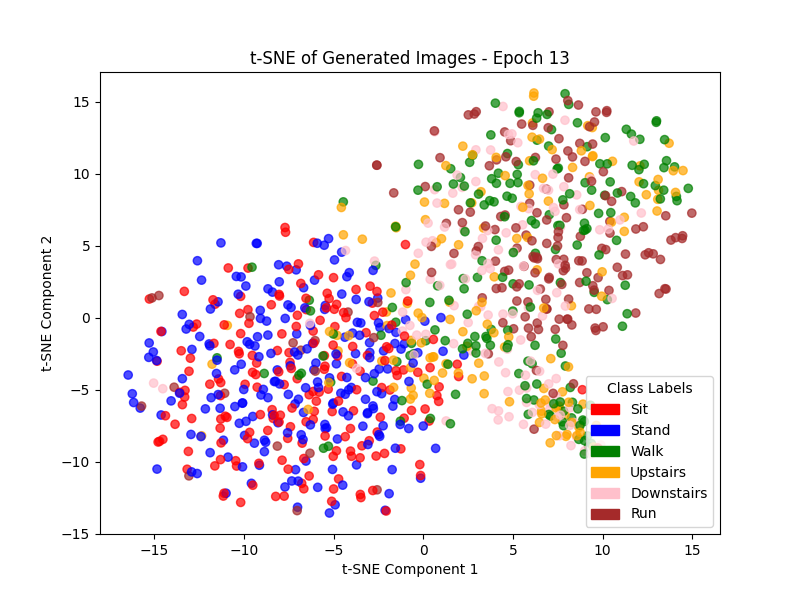 t-SNE of Generated Images - Epoch 13
t-SNE Component 2
15
10
5
0
−5
−10
−15
Class Labels
Sit
Stand
Walk
Upstairs
Downstairs
Run
−15
−10
−5
0
5
10
15
t-SNE Component 1